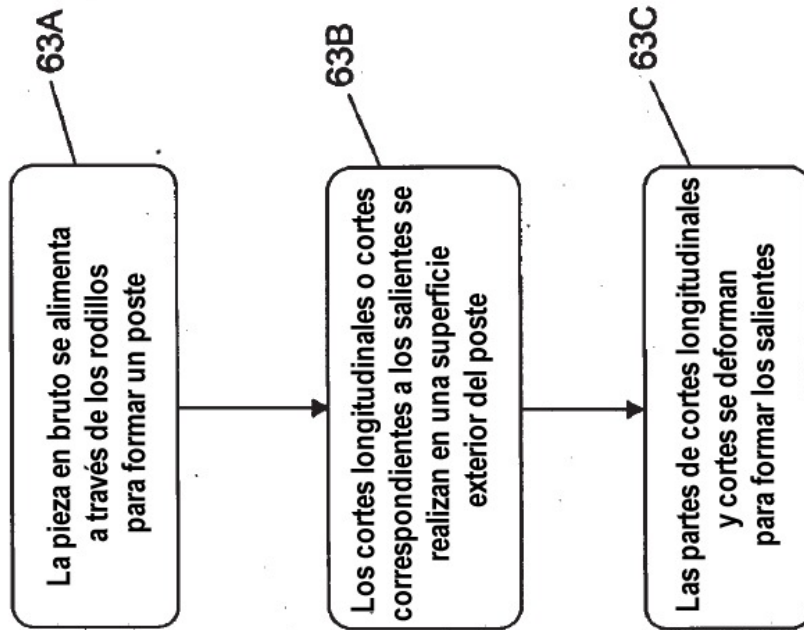 63A
La pieza en bruto se alimenta
a través de los rodillos
para formar un poste
63B
Los cortes longitudinales o cortes
correspondientes a los salientes se
realizan en una superficie
exterior del poste
63C
Las partes de cortes longitudinales
y cortes se deforman
para formar los salientes